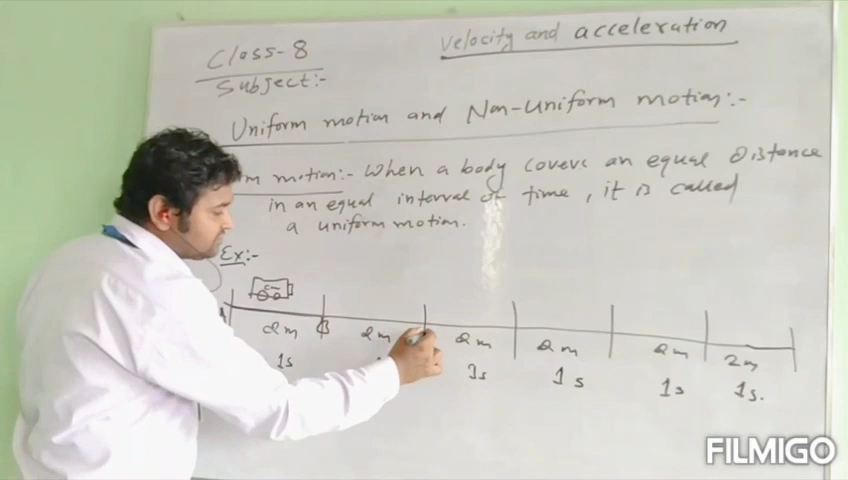 Class-8
Velocity and acceleration
Subject:-
Uniform motion and Non-Uniform motion:-
motion:- When a body covers an equal Distance
in an equal interval of time, it is called
a uniform motion.
Ex:-
B
2m 2m 2m 2m 2m 2m
1s 1s 1s 1s 1s.
FILMIGO